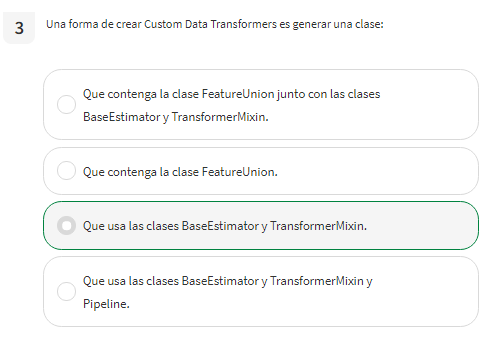 3
Una forma de crear Custom Data Transformers es generar una clase:
Que contenga la clase FeatureUnion junto con las clases
BaseEstimator y TransformerMixin.
Que contenga la clase FeatureUnion.
Que usa las clases BaseEstimator y TransformerMixin.
Que usa las clases BaseEstimator y TransformerMixin y
Pipeline.